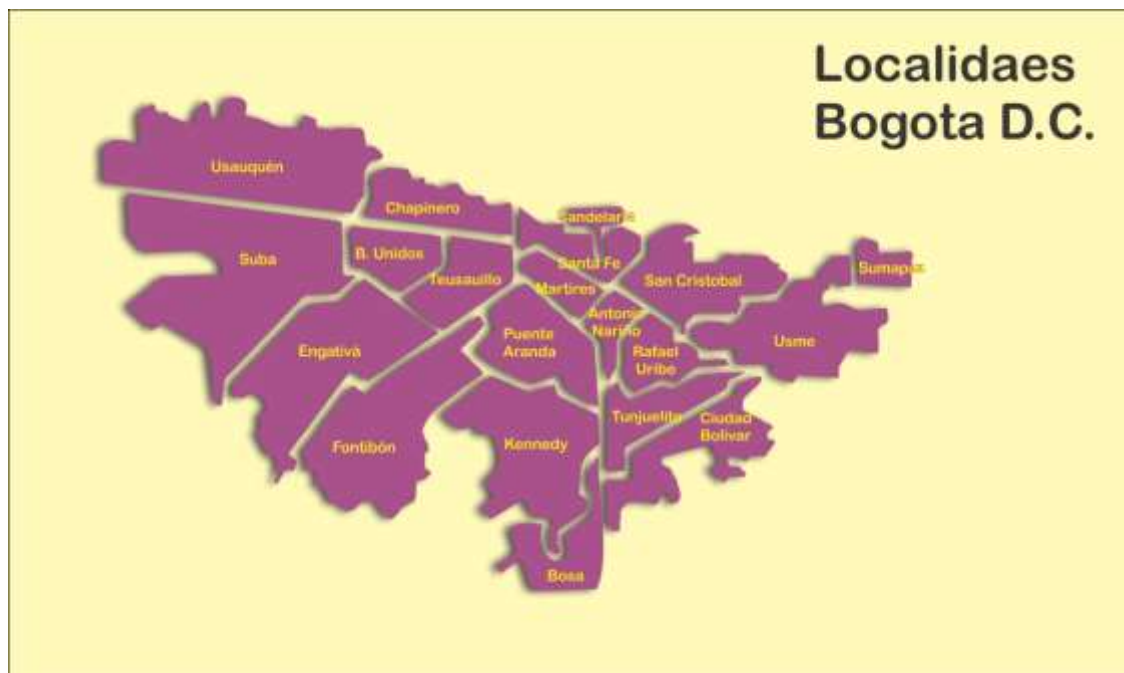 Localidaes
Bogota D.C.
Usauquén
Chapinero
Candelaria
Suba
B. Unidos
Teusauillo
Santa Fe
San Cristobal
Sumapaz
Martires
Antonio
Nariño
Puente
Aranda
Rafael
Uribe
Usme
Engativá
Tunjuelito
Ciudad
Bolivar
Fontibón
Kennedy
Bosa